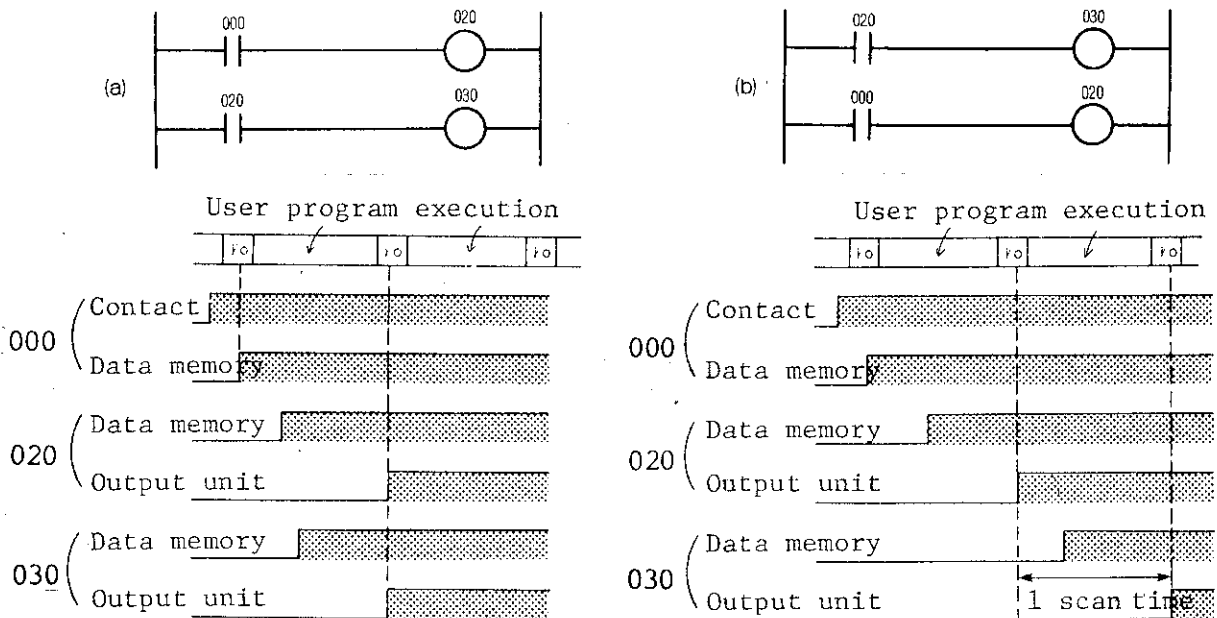 000 020
(a)
020 030
020 030
(b)
000 020
User program execution
I/O I/O I/O
000
Contact
Data memory
020
Data memory
Output unit
030
Data memory
Output unit
User program execution
I/O I/O I/O
000
Contact
Data memory
020
Data memory
Output unit
030
Data memory
Output unit
1 scan time